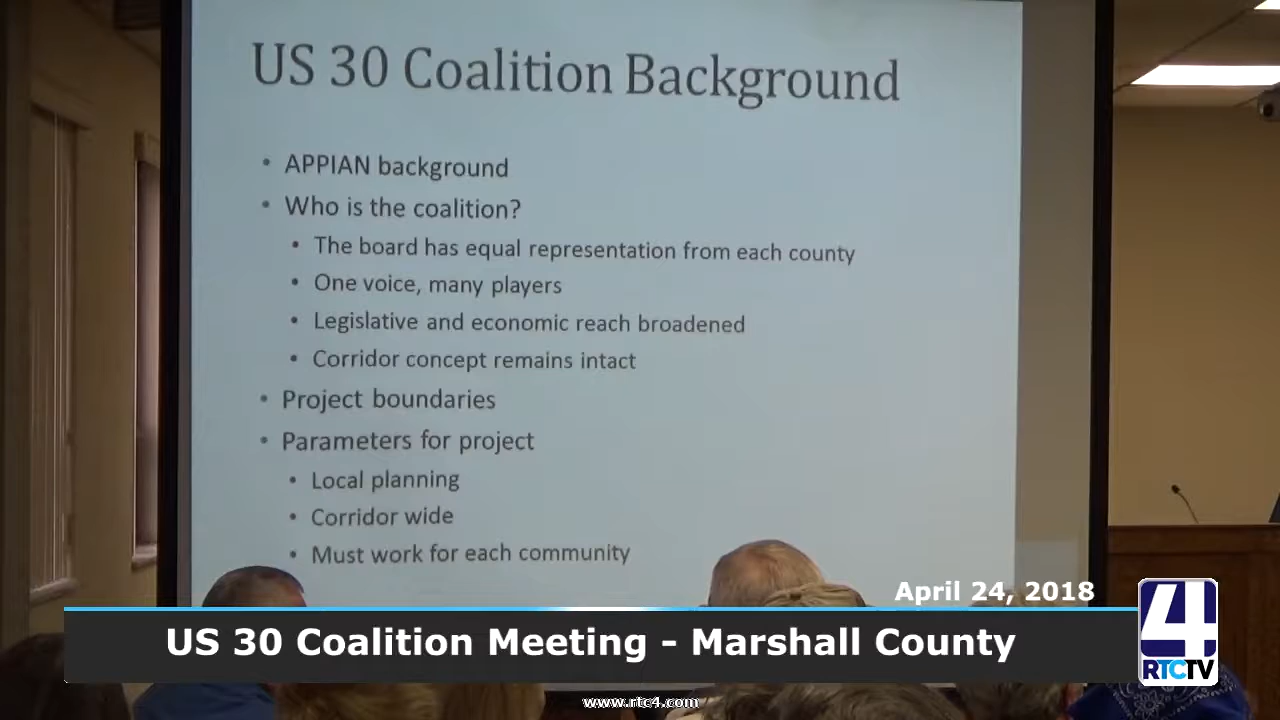 US 30 Coalition Background
• APPIAN background
• Who is the coalition?
• The board has equal representation from each county
• One voice, many players
• Legislative and economic reach broadened
• Corridor concept remains intact
• Project boundaries
• Parameters for project
• Local planning
• Corridor wide
• Must work for each community
April 24, 2018
US 30 Coalition Meeting - Marshall County
4
RTCTV
www.rtc4.com